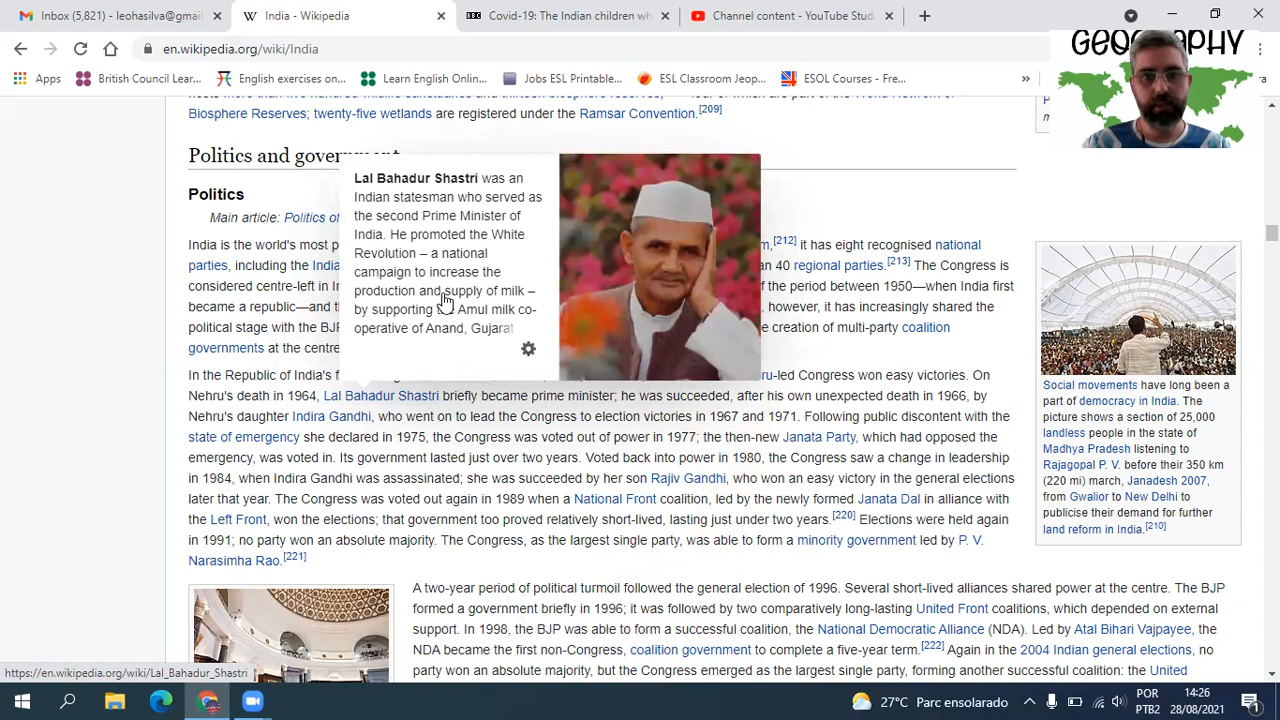 Inbox (5,821) - leohasilva@gmai
India - Wikipedia
Covid-19: The Indian children wh
Channel content - YouTube Studi
en.wikipedia.org/wiki/India
GEOGRAPHY
Apps
British Council Lear...
English exercises on...
Learn English Onlin...
Jobs ESL Printable...
ESL Classroom Jeop...
ESOL Courses - Fre...
»
Biosphere Reserves; twenty-five wetlands are registered under the Ramsar Convention.[209]
Politics and government
Politics
Main article: Politics of
India is the world's most p
parties, including the India
considered centre-left in In
became a republic—and t
political stage with the BJP
governments at the centre
m,[212] it has eight recognised national
an 40 regional parties.[213] The Congress is
of the period between 1950—when India first
, however, it has increasingly shared the
e creation of multi-party coalition
Lal Bahadur Shastri was an
Indian statesman who served as
the second Prime Minister of
India. He promoted the White
Revolution – a national
campaign to increase the
production and supply of milk –
by supporting the Amul milk co-
operative of Anand, Gujarat
In the Republic of India's f
ru-led Congress won easy victories. On
Nehru's death in 1964, Lal Bahadur Shastri briefly became prime minister; he was succeeded, after his own unexpected death in 1966, by
Nehru's daughter Indira Gandhi, who went on to lead the Congress to election victories in 1967 and 1971. Following public discontent with the
state of emergency she declared in 1975, the Congress was voted out of power in 1977; the then-new Janata Party, which had opposed the
emergency, was voted in. Its government lasted just over two years. Voted back into power in 1980, the Congress saw a change in leadership
in 1984, when Indira Gandhi was assassinated; she was succeeded by her son Rajiv Gandhi, who won an easy victory in the general elections
later that year. The Congress was voted out again in 1989 when a National Front coalition, led by the newly formed Janata Dal in alliance with
the Left Front, won the elections; that government too proved relatively short-lived, lasting just under two years.[220] Elections were held again
in 1991; no party won an absolute majority. The Congress, as the largest single party, was able to form a minority government led by P. V.
Narasimha Rao.[221]
Social movements have long been a
part of democracy in India. The
picture shows a section of 25,000
landless people in the state of
Madhya Pradesh listening to
Rajagopal P. V. before their 350 km
(220 mi) march, Janadesh 2007,
from Gwalior to New Delhi to
publicise their demand for further
land reform in India.[210]
A two-year period of political turmoil followed the general election of 1996. Several short-lived alliances shared power at the centre. The BJP
formed a government briefly in 1996; it was followed by two comparatively long-lasting United Front coalitions, which depended on external
support. In 1998, the BJP was able to form a successful coalition, the National Democratic Alliance (NDA). Led by Atal Bihari Vajpayee, the
NDA became the first non-Congress, coalition government to complete a five-year term.[222] Again in the 2004 Indian general elections, no
party won an absolute majority, but the Congress emerged as the largest single party, forming another successful coalition: the United
https://en.wikipedia.org/wiki/Lal_Bahadur_Shastri
27°C Parc ensolarado
POR
PTB2
14:26
28/08/2021
1